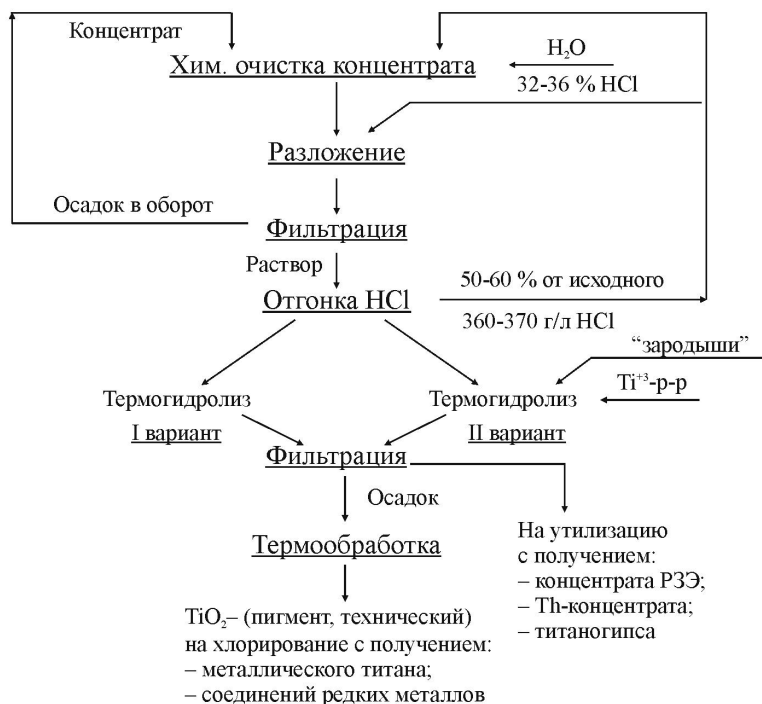 Концентрат
H₂O
Хим. очистка концентрата
32-36 % HCl
Разложение
Осадок в оборот
Фильтрация
Раствор
50-60 % от исходного
Отгонка HCl
360-370 г/л HCl
“зародыши”
Термогидролиз
I вариант
Термогидролиз
II вариант
Ti⁺³-р-р
Фильтрация
Осадок
Термообработка
На утилизацию
с получением:
– концентрата РЗЭ;
– Th-концентрата;
– титаногипса
TiO₂– (пигмент, технический)
на хлорирование с получением:
– металлического титана;
– соединений редких металлов